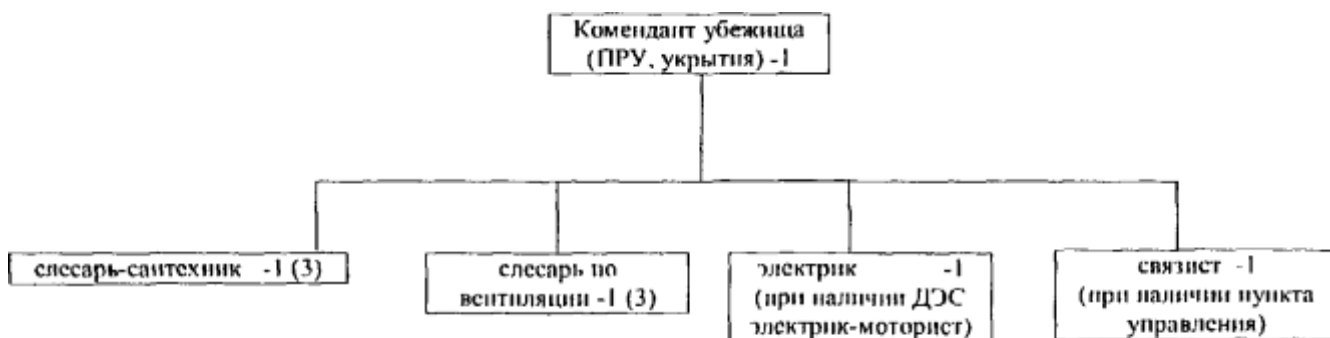 Комендант убежища
(ПРУ, укрытия) -1
слесарь-сантехник -1 (3)
слесарь по
вентиляции -1 (3)
электрик -1
(при наличии ДЭС
электрик-моторист)
связист -1
(при наличии пункта
управления)